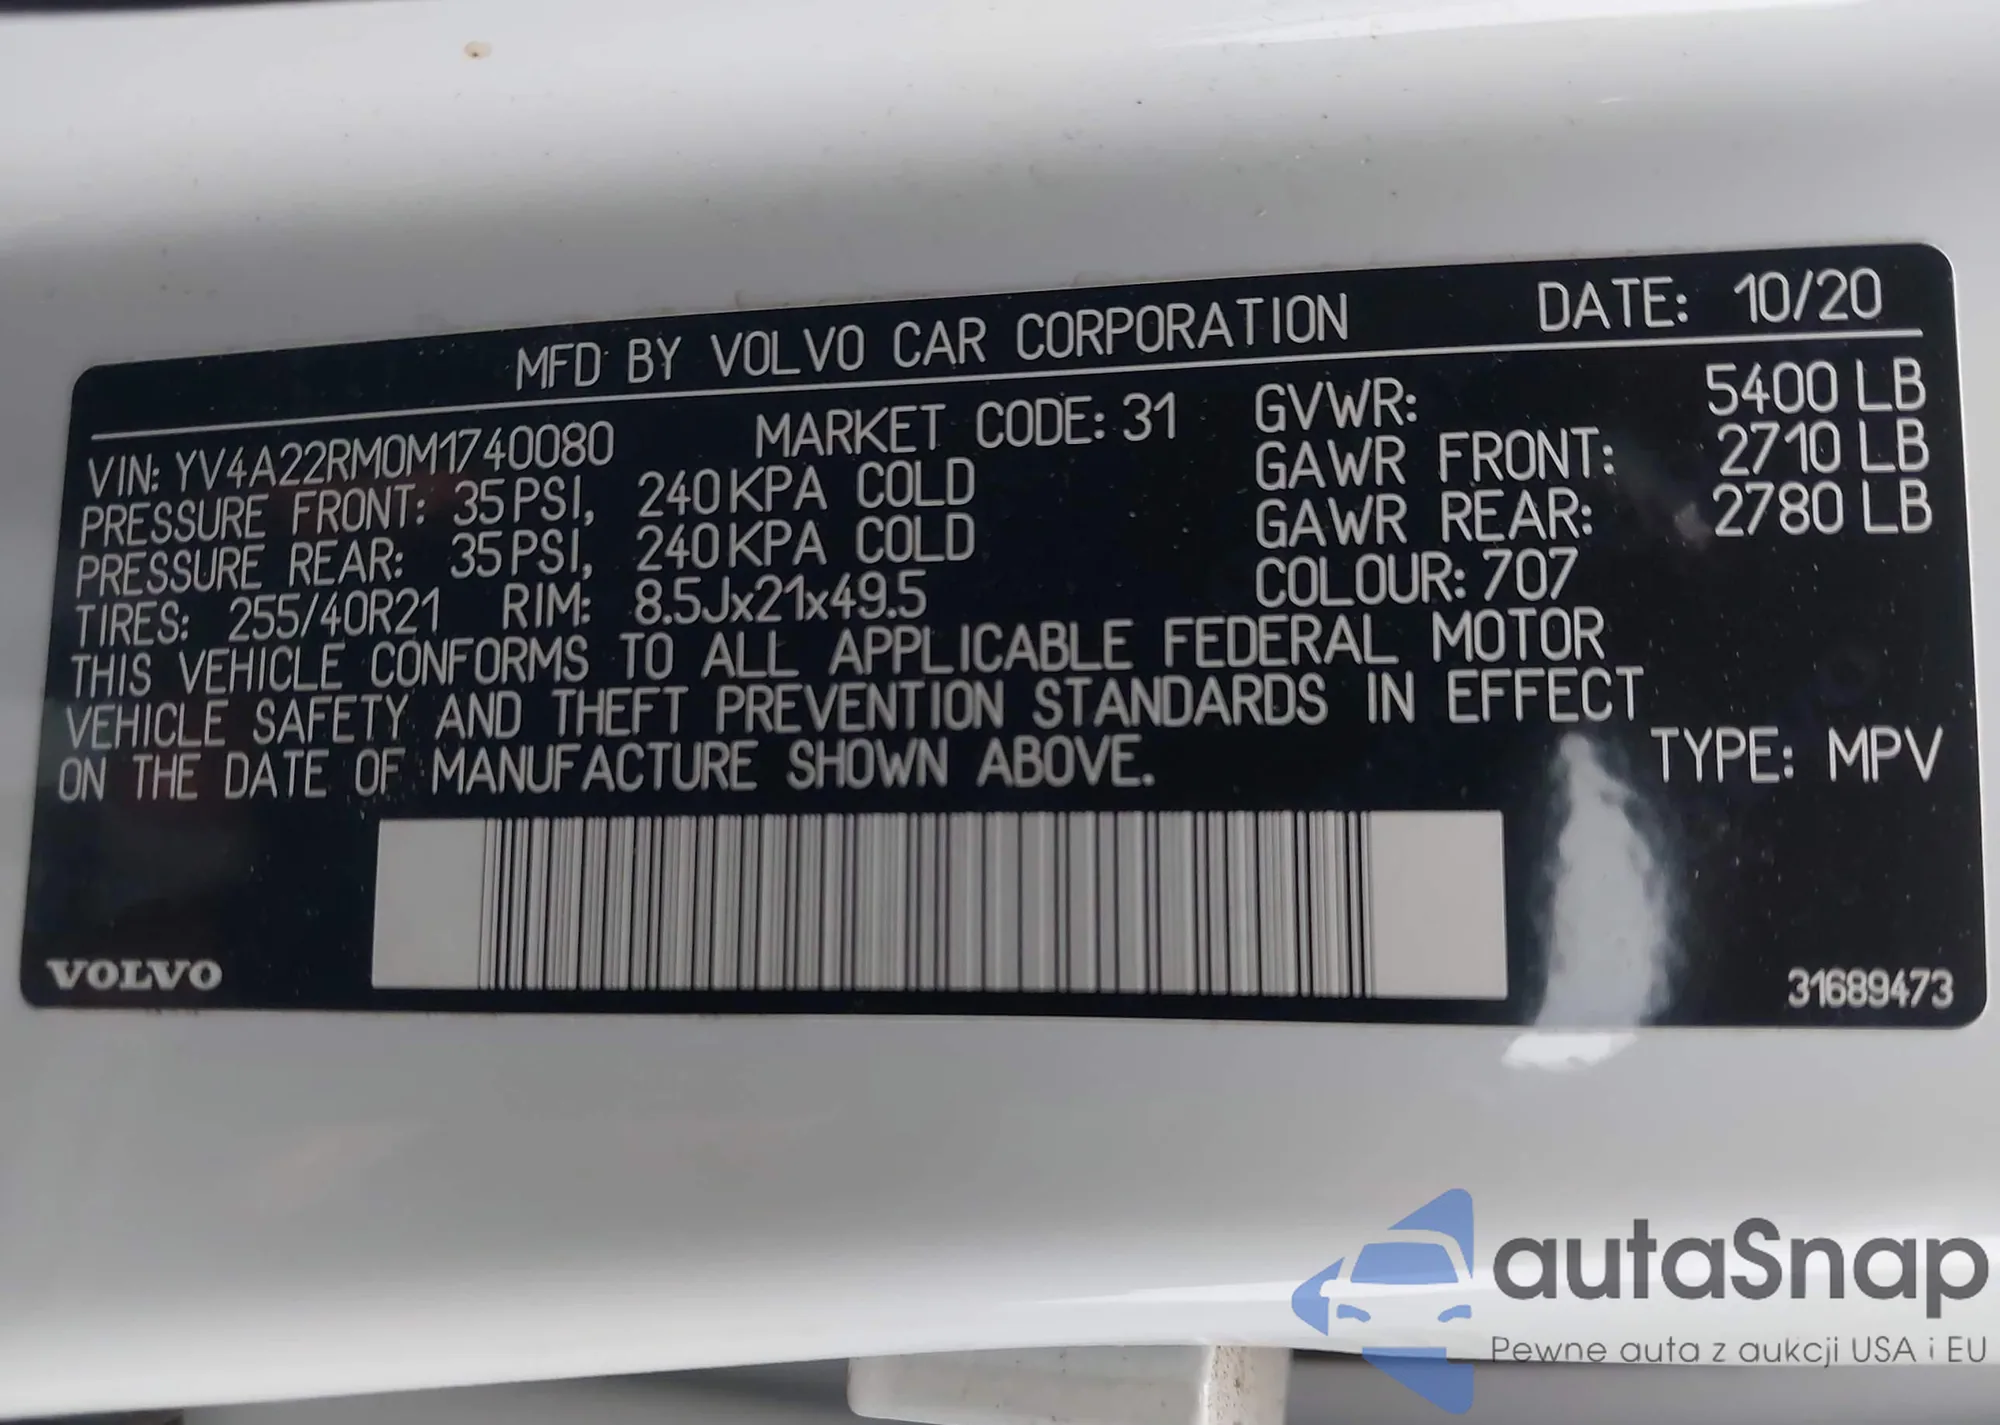 MFD BY VOLVO CAR CORPORATION DATE: 10/20
VIN: YV4A22RM0M1740080 MARKET CODE: 31 GVWR: 5400 LB
PRESSURE FRONT: 35 PSI, 240 KPA COLD GAWR FRONT: 2710 LB
PRESSURE REAR: 35 PSI, 240 KPA COLD GAWR REAR: 2780 LB
TIRES: 255/40R21 RIM: 8.5Jx21x49.5 COLOUR: 707
THIS VEHICLE CONFORMS TO ALL APPLICABLE FEDERAL MOTOR
VEHICLE SAFETY AND THEFT PREVENTION STANDARDS IN EFFECT
ON THE DATE OF MANUFACTURE SHOWN ABOVE. TYPE: MPV
VOLVO 31689473
autaSnap
Pewne auta z aukcji USA i EU